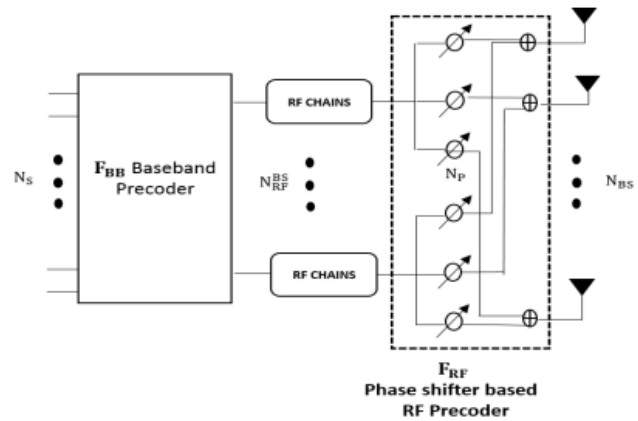 RF CHAINS
F_BB Baseband
Precoder
N_S
N_RF^BS
N_P
N_BS
RF CHAINS
F_RF
Phase shifter based
RF Precoder